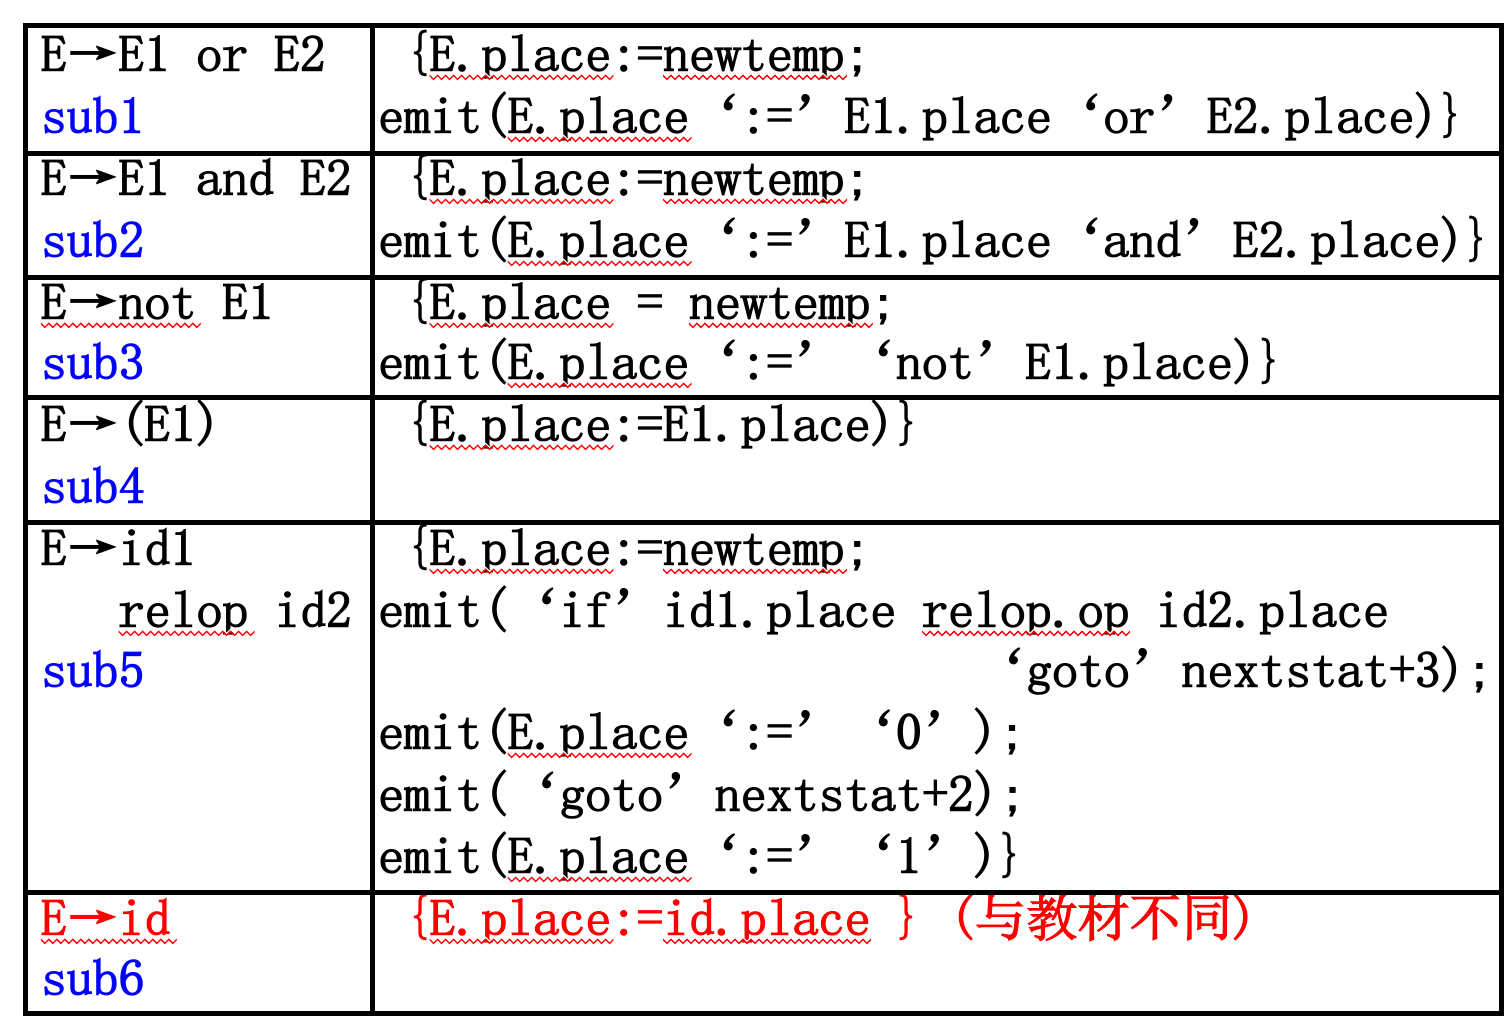 E→E1 or E2
sub1
{E.place:=newtemp;
emit(E.place ‘:=’ E1.place ‘or’ E2.place)}
E→E1 and E2
sub2
{E.place:=newtemp;
emit(E.place ‘:=’ E1.place ‘and’ E2.place)}
E→not E1
sub3
{E.place = newtemp;
emit(E.place ‘:=’ ‘not’ E1.place)}
E→(E1)
sub4
{E.place:=E1.place)}
E→id1
relop id2
sub5
{E.place:=newtemp;
emit( ‘if’ id1.place relop.op id2.place
‘goto’ nextstat+3);
emit(E.place ‘:=’ ‘0’ );
emit( ‘goto’ nextstat+2);
emit(E.place ‘:=’ ‘1’ )}
E→id
sub6
{E.place:=id.place } (与教材不同)